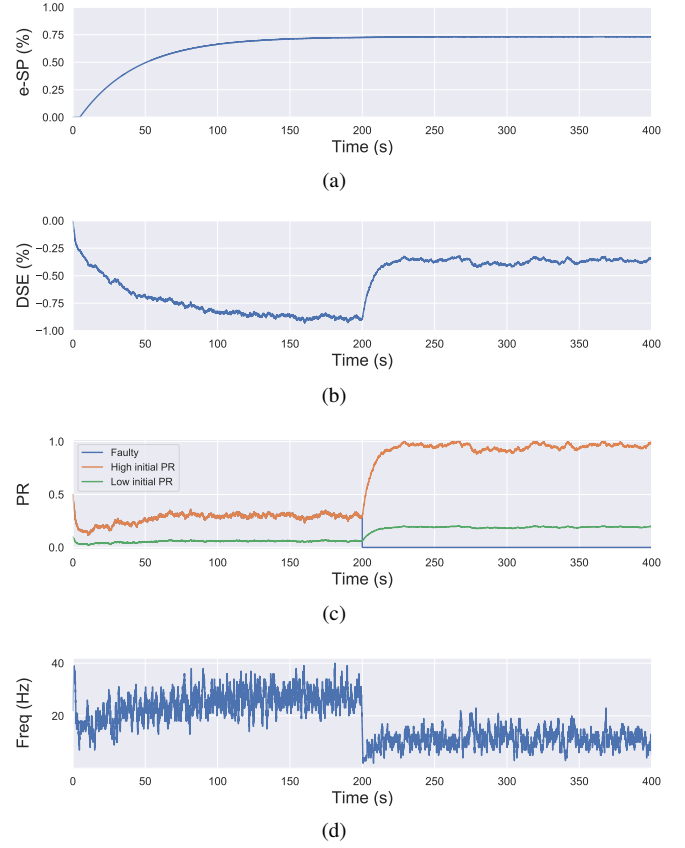 1.00
0.75
0.50
0.25
0.00
e-SP (%)
0 50 100 150 200 250 300 350 400
Time (s)
(a)
0.00
−0.25
−0.50
−0.75
−1.00
DSE (%)
0 50 100 150 200 250 300 350 400
Time (s)
(b)
1.0
0.5
0.0
PR
Faulty
High initial PR
Low initial PR
0 50 100 150 200 250 300 350 400
Time (s)
(c)
40
20
Freq (Hz)
0 50 100 150 200 250 300 350 400
Time (s)
(d)